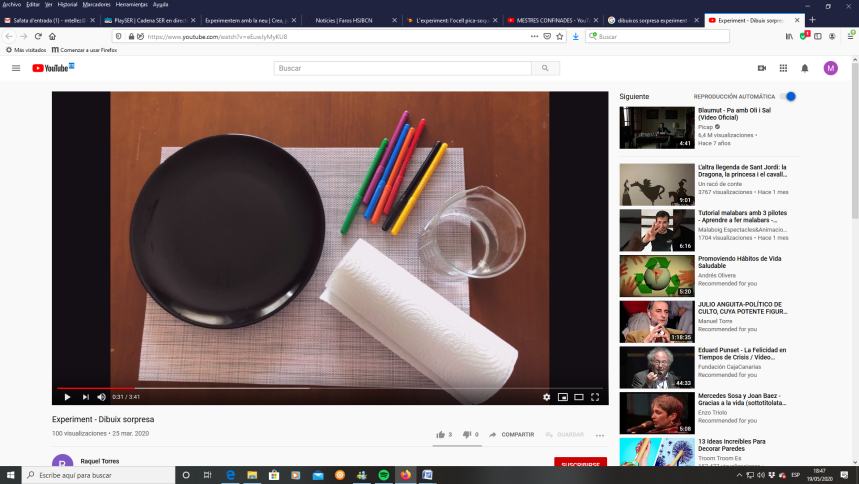 Archivo Editar Ver Historial Marcadores Herramientas Ayuda
Safata d'entrada (1) - mtellez@
PlaySER | Cadena SER en direct
Experimentem amb la neu | Crea, j
Notícies | Faros HSJBCN
L'experiment: l'ocell pica-soqu
MESTRES CONFINADES - YouTu
dibuixos sorpresa experiment
Experiment - Dibuix sorpres
https://www.youtube.com/watch?v=e5uwJyMyKU8
Buscar
Más visitados Comenzar a usar Firefox
YouTube ES
Buscar
M
0:31 / 3:41
Experiment - Dibuix sorpresa
100 visualizaciones • 25 mar. 2020
3 0 COMPARTIR GUARDAR
R
Raquel Torres
SUSCRIBIRSE
Siguiente
REPRODUCCIÓN AUTOMÁTICA
4:41
Blaumut - Pa amb Oli i Sal
(Vídeo Oficial)
Picap
6,4 M visualizaciones •
Hace 7 años
9:01
L'altra llegenda de Sant Jordi: la
Dragona, la princesa i el cavall...
Un racó de conte
3767 visualizaciones • Hace 1 mes
6:16
Tutorial malabars amb 3 pilotes
- Aprendre a fer malabars -...
Malabolg Espectacles&Animacio...
1704 visualizaciones • Hace 1 mes
5:20
Promoviendo Hábitos de Vida
Saludable
Andrés Olivera
Recommended for you
1:18:35
JULIO ANGUITA-POLÍTICO DE
CULTO, CUYA POTENTE FIGUR...
Manuel Torre
Recommended for you
44:33
Eduard Punset - La Felicidad en
Tiempos de Crisis / Video...
Fundación CajaCanarias
Recommended for you
5:08
Mercedes Sosa y Joan Baez -
Gracias a la vida (sottotitolata...
Enzo Triolo
Recommended for you
13 Ideas Increíbles Para
Decorar Paredes
Troom Troom Es
Escribe aquí para buscar
ESP
18:47
19/05/2020